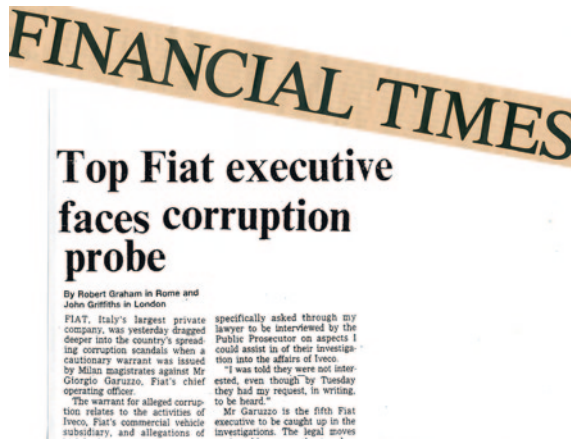 FINANCIAL TIMES
Top Fiat executive
faces corruption
probe
By Robert Graham in Rome and
John Griffiths in London
FIAT, Italy's largest private
company, was yesterday dragged
deeper into the country's spread-
ing corruption scandals when a
cautionary warrant was issued
by Milan magistrates against Mr
Giorgio Garuzzo, Fiat's chief
operating officer.
The warrant for alleged corrup-
tion relates to the activities of
Iveco, Fiat's commercial vehicle
subsidiary, and allegations of
specifically asked through my
lawyer to be interviewed by the
Public Prosecutor on aspects I
could assist in of their investiga-
tion into the affairs of Iveco.
"I was told they were not inter-
ested, even though by Tuesday
they had my request, in writing,
to be heard."
Mr Garuzzo is the fifth Fiat
executive to be caught up in the
investigations. The legal moves